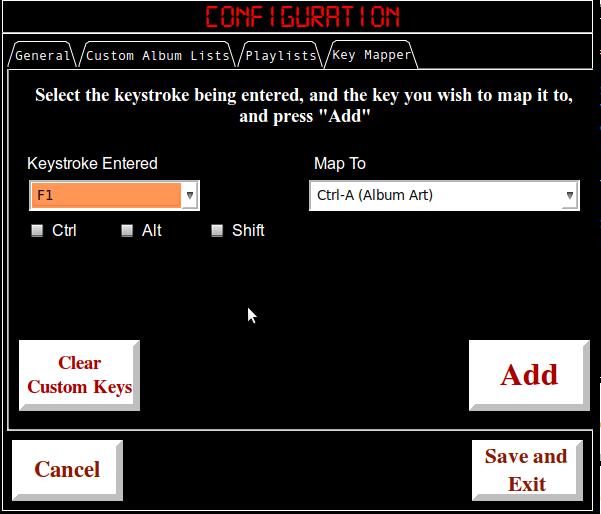 CONFIGURATION
General Custom Album Lists Playlists Key Mapper
Select the keystroke being entered, and the key you wish to map it to,
and press "Add"
Keystroke Entered Map To
F1 Ctrl-A (Album Art)
Ctrl Alt Shift
Clear
Custom Keys
Add
Cancel
Save and
Exit